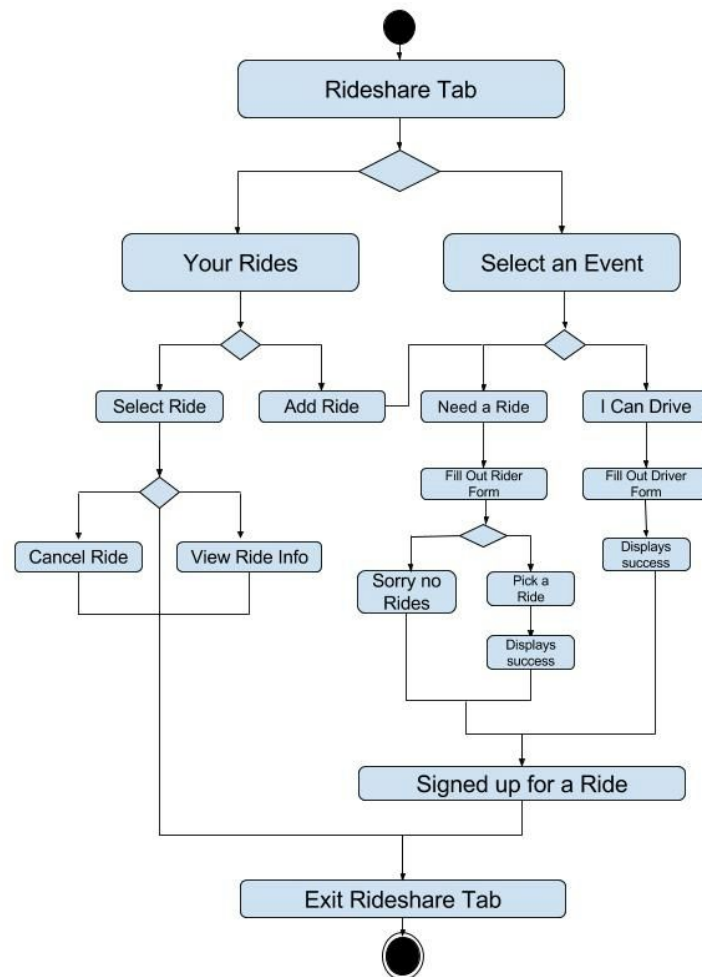 Rideshare Tab
Your Rides
Select an Event
Select Ride
Add Ride
Need a Ride
I Can Drive
Fill Out Rider
Form
Fill Out Driver
Form
Cancel Ride
View Ride Info
Sorry no
Rides
Pick a
Ride
Displays
success
Displays
success
Signed up for a Ride
Exit Rideshare Tab